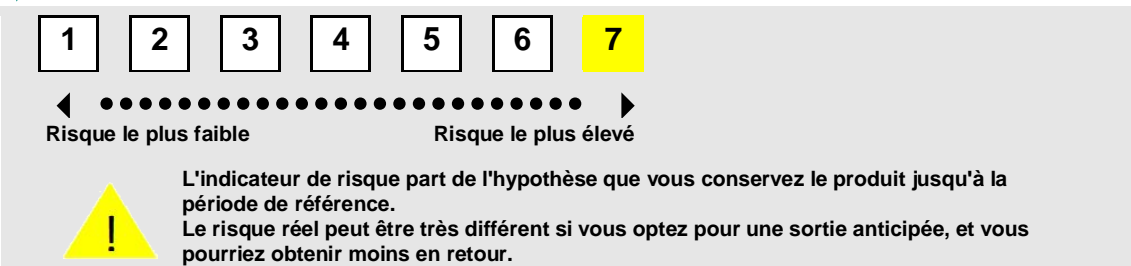 1 2 3 4 5 6 7
Risque le plus faible Risque le plus élevé
L'indicateur de risque part de l'hypothèse que vous conservez le produit jusqu'à la
période de référence.
Le risque réel peut être très différent si vous optez pour une sortie anticipée, et vous
pourriez obtenir moins en retour.
!